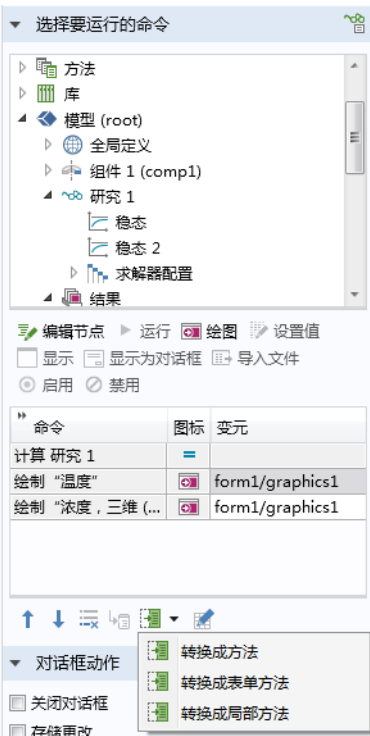 选择要运行的命令
方法
库
模型 (root)
全局定义
组件 1 (comp1)
研究 1
稳态
稳态 2
求解器配置
结果
编辑节点 运行 绘图 设置值
显示 显示为对话框 导入文件
启用 禁用
命令 图标 变元
计算 研究 1 =
绘制“温度” form1/graphics1
绘制“浓度，三维 (... form1/graphics1
转换成方法
对话框动作
转换成表单方法
关闭对话框
转换成局部方法
存储更改